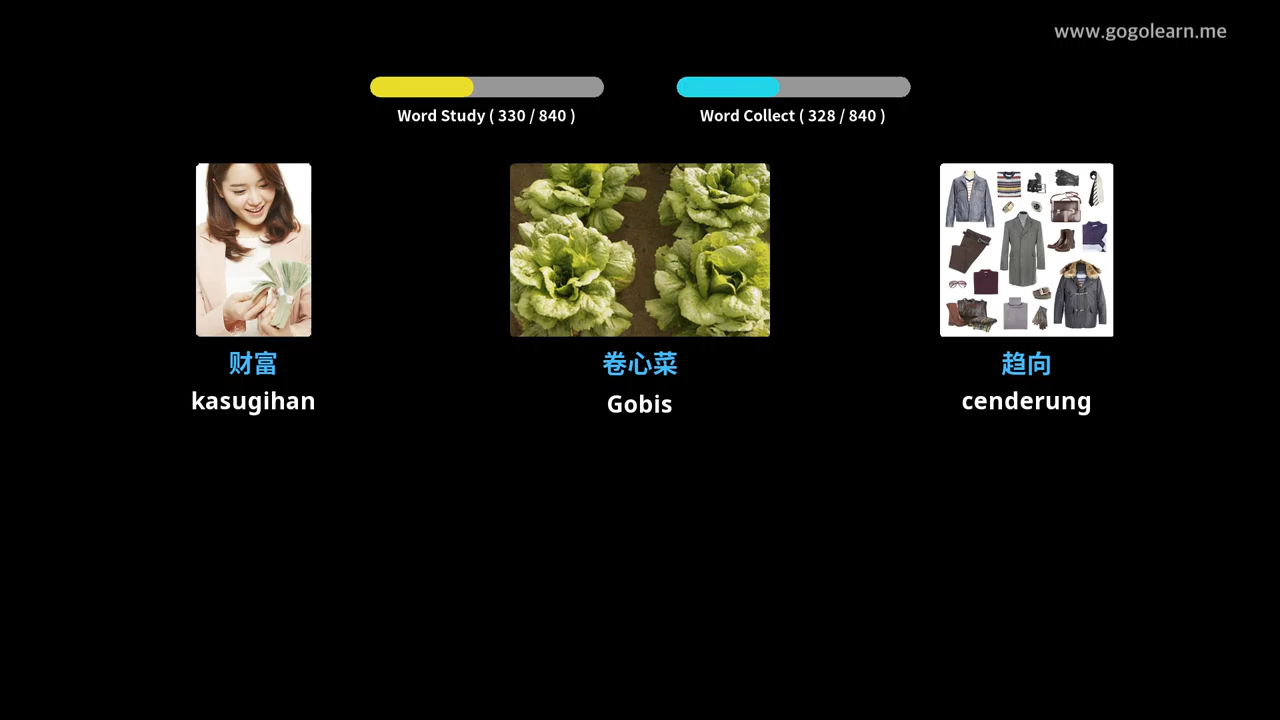 www.gogolearn.me
Word Study ( 330 / 840 )
Word Collect ( 328 / 840 )
财富
kasugihan
卷心菜
Gobis
趋向
cenderung